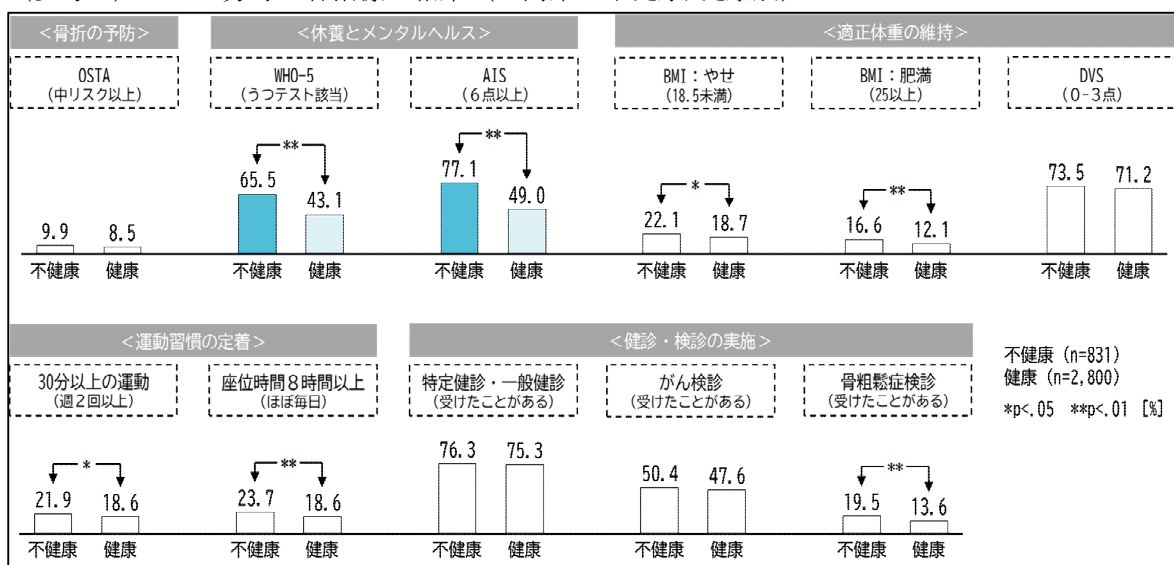 ＜骨折の予防＞
＜休養とメンタルヘルス＞
＜適正体重の維持＞
OSTA
(中リスク以上)
WHO-5
(うつテスト該当)
AIS
(６点以上)
BMI：やせ
(18.5未満)
BMI：肥満
(25以上)
DVS
(０-３点)
9.9
8.5
不健康
健康
**
65.5
43.1
不健康
健康
**
77.1
49.0
不健康
健康
*
22.1
18.7
不健康
健康
**
16.6
12.1
不健康
健康
73.5
71.2
不健康
健康
＜運動習慣の定着＞
＜健診・検診の実施＞
30分以上の運動
(週２回以上)
座位時間８時間以上
(ほぼ毎日)
特定健診・一般健診
(受けたことがある)
がん検診
(受けたことがある)
骨粗鬆症検診
(受けたことがある)
不健康 (n=831)
健康 (n=2,800)
*p<.05 **p<.01 [%]
*
21.9
18.6
不健康
健康
**
23.7
18.6
不健康
健康
76.3
75.3
不健康
健康
50.4
47.6
不健康
健康
**
19.5
13.6
不健康
健康